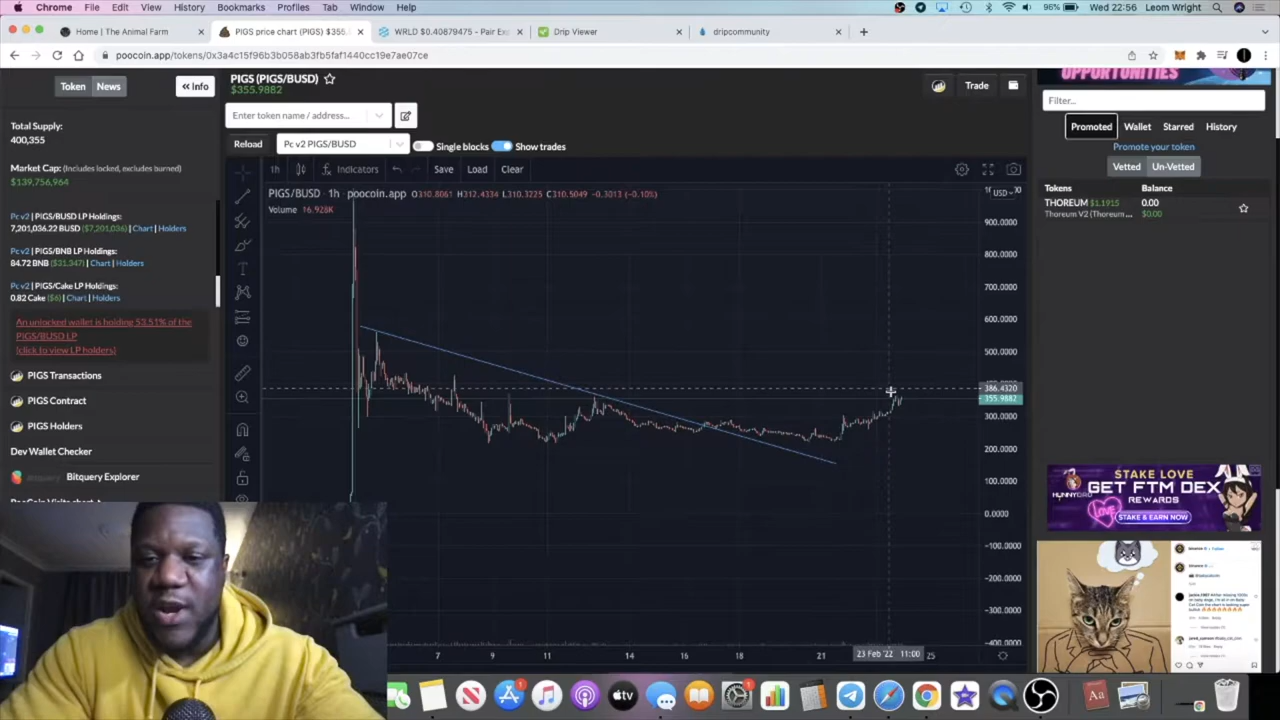 Chrome File Edit View History Bookmarks Profiles Tab Window Help
96% Wed 22:56 Leom Wright
Home | The Animal Farm
PIGS price chart (PIGS) $355.
WRLD $0.40879475 - Pair Exp
Drip Viewer
dripcommunity
poocoin.app/tokens/0x3a4c15f96b3b058ab3fb5faf1440cc19e7ae07ce
Token News « Info
Total Supply:
400,355
Market Cap: (Includes locked, excludes burned)
$139,756,964
Pc v2 | PIGS/BUSD LP Holdings:
7,201,036.22 BUSD ($7,201,036) | Chart | Holders
Pc v2 | PIGS/BNB LP Holdings:
84.72 BNB ($31,347) | Chart | Holders
Pc v2 | PIGS/Cake LP Holdings:
0.82 Cake ($6) | Chart | Holders
An unlocked wallet is holding 53.51% of the
PIGS/BUSD LP
(click to view LP holders)
PIGS Transactions
PIGS Contract
PIGS Holders
Dev Wallet Checker
Bitquery Explorer
PIGS (PIGS/BUSD)
$355.9882
Trade
Enter token name / address...
Reload Pc v2 PIGS/BUSD Single blocks Show trades
1h Indicators Save Load Clear
PIGS/BUSD · 1h · poocoin.app O310.8061 H312.4334 L310.3225 C310.5049 -0.3013 (-0.10%)
Volume 16.928K
USD
900.0000
800.0000
700.0000
600.0000
500.0000
386.4320
355.9882
300.0000
200.0000
100.0000
0.0000
-100.0000
-200.0000
-300.0000
-400.0000
7 9 11 14 16 18 21 23 Feb '22 11:00 25
OPPORTUNITIES
Filter...
Promoted Wallet Starred History
Promote your token
Vetted Un-Vetted
Tokens Balance
THOREUM $1.1915 0.00
Thoreum V2 (Thoreum ... $0.00
STAKE LOVE
GET FTM DEX
REWARDS
STAKE & EARN NOW